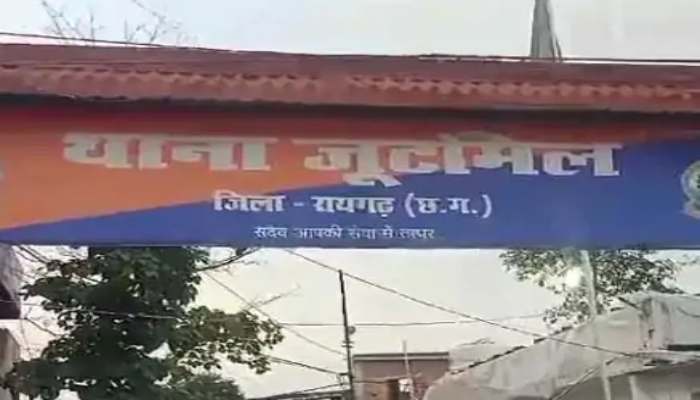 थाना जूटमिल
जिला - रायगढ़ (छ.ग.)
सदैव आपकी सेवा में तत्पर